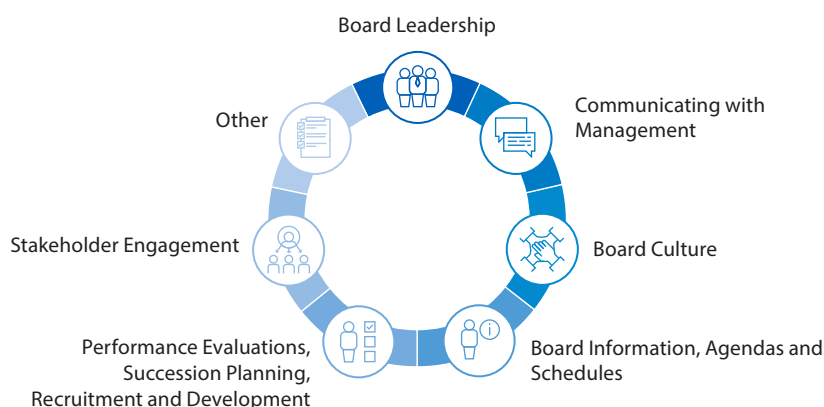 Board Leadership
Communicating with
Management
Board Culture
Board Information, Agendas and
Schedules
Performance Evaluations,
Succession Planning,
Recruitment and Development
Stakeholder Engagement
Other